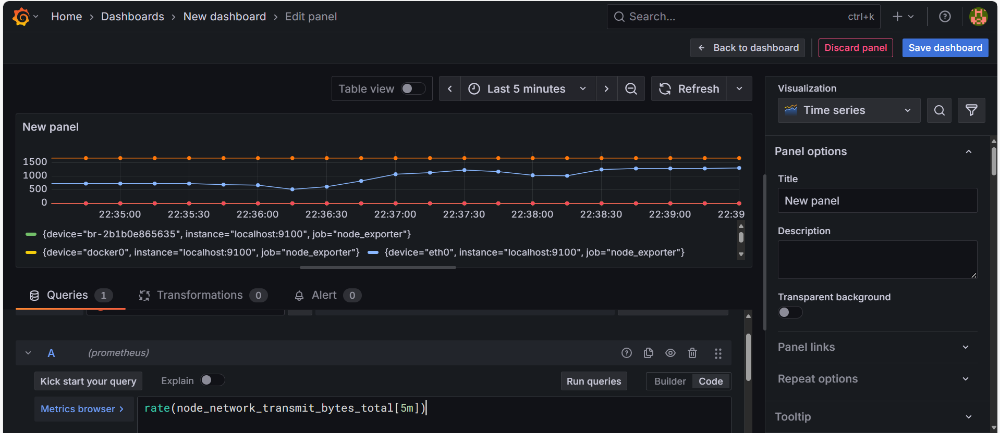 Home › Dashboards › New dashboard › Edit panel
Search... ctrl+k
Back to dashboard Discard panel Save dashboard
Table view Last 5 minutes Refresh
Visualization
Time series
New panel
1500
1000
500
0
22:35:00 22:35:30 22:36:00 22:36:30 22:37:00 22:37:30 22:38:00 22:38:30 22:39:00 22:39
{device="br-2b1b0e865635", instance="localhost:9100", job="node_exporter"}
{device="docker0", instance="localhost:9100", job="node_exporter"} {device="eth0", instance="localhost:9100", job="node_exporter"}
Queries 1 Transformations 0 Alert 0
A (prometheus)
Kick start your query Explain Run queries Builder Code
Metrics browser › rate(node_network_transmit_bytes_total[5m])
Panel options
Title
New panel
Description
Transparent background
Panel links
Repeat options
Tooltip